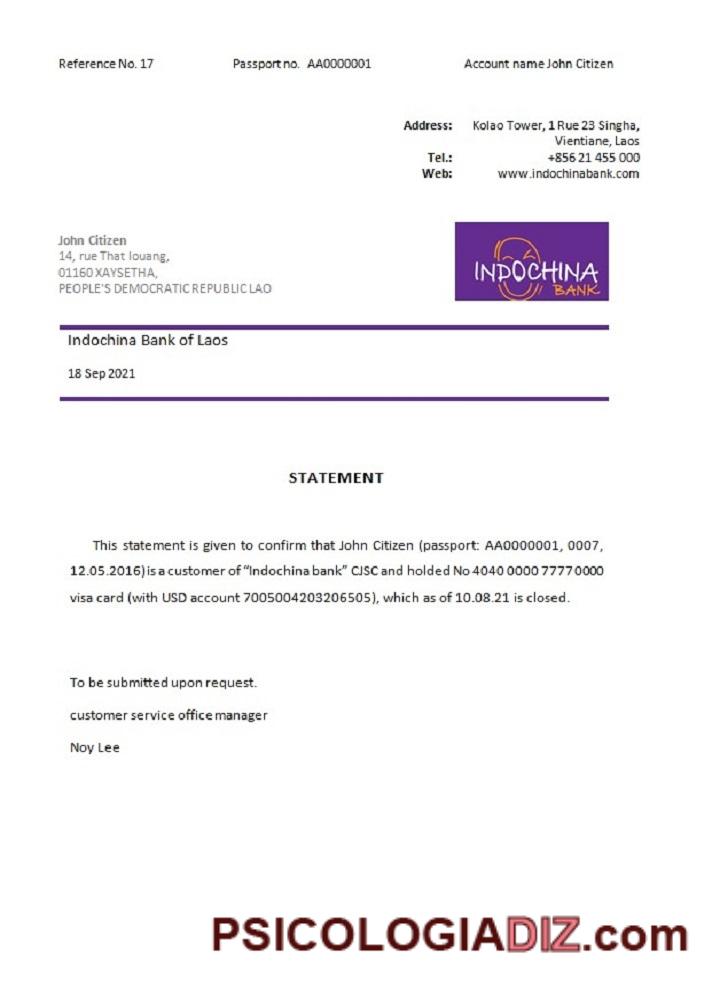 Reference No. 17 Passport no. AA0000001 Account name John Citizen
Address: Kolao Tower, 1 Rue 23 Singha,
Vientiane, Laos
Tel.: +856 21 455 000
Web: www.indochinabank.com
John Citizen
14, rue That louang,
01160 XAYSETHA,
PEOPLE'S DEMOCRATIC REPUBLIC LAO
INDOCHINA
BANK
Indochina Bank of Laos
18 Sep 2021
STATEMENT
This statement is given to confirm that John Citizen (passport: AA0000001, 0007,
12.05.2016) is a customer of “Indochina bank” CJSC and holded No 4040 0000 7777 0000
visa card (with USD account 7005004203206505), which as of 10.08.21 is closed.
To be submitted upon request.
customer service office manager
Noy Lee
PSICOLOGIADIZ.com